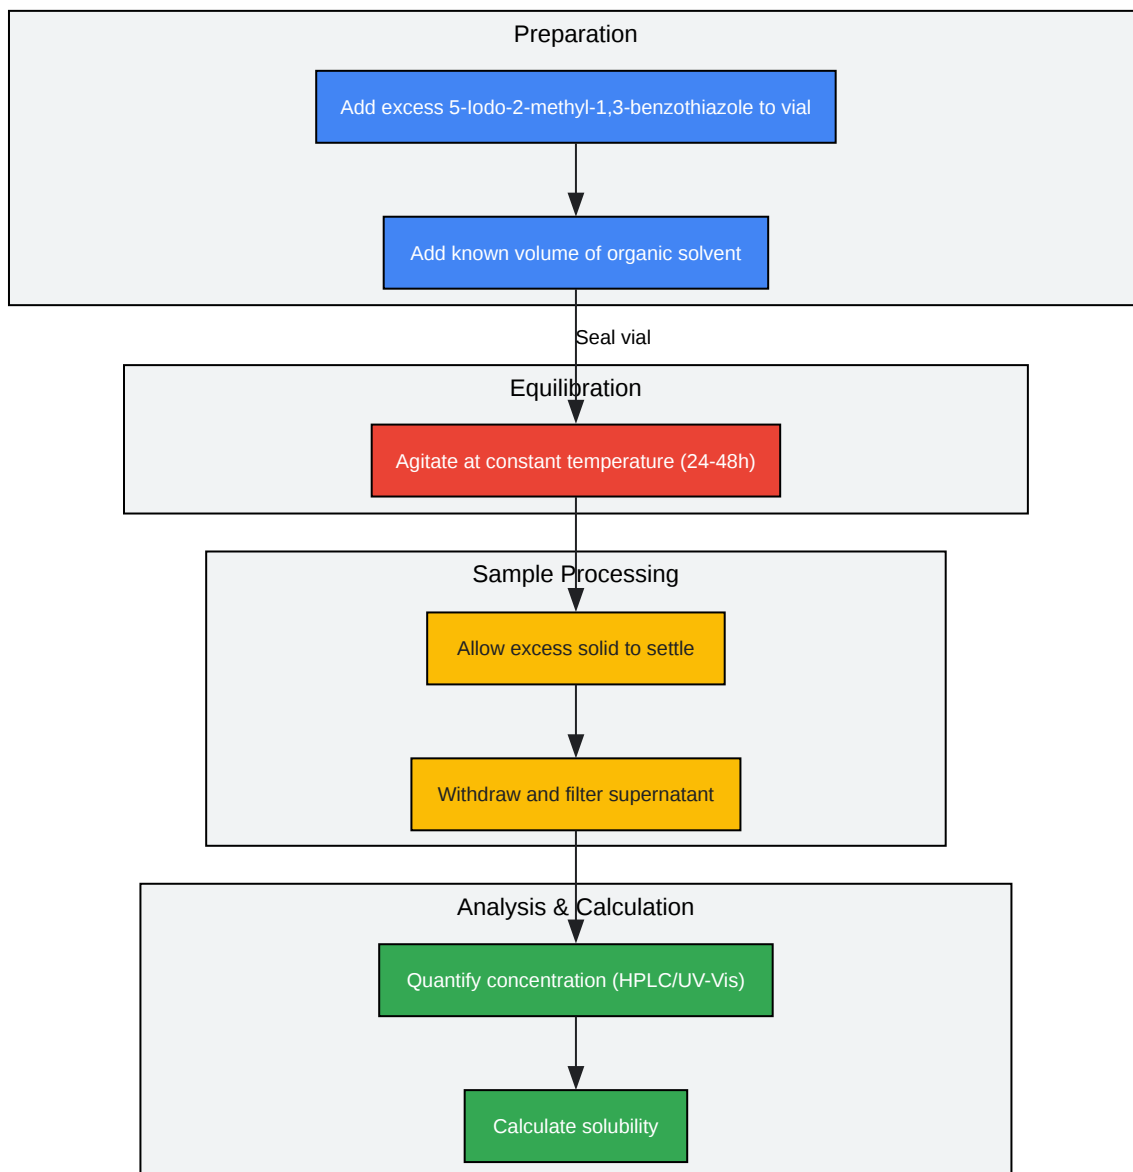 Preparation
Add excess 5-Iodo-2-methyl-1,3-benzothiazole to vial
Add known volume of organic solvent
Seal vial
Equilibration
Agitate at constant temperature (24-48h)
Sample Processing
Allow excess solid to settle
Withdraw and filter supernatant
Analysis & Calculation
Quantify concentration (HPLC/UV-Vis)
Calculate solubility